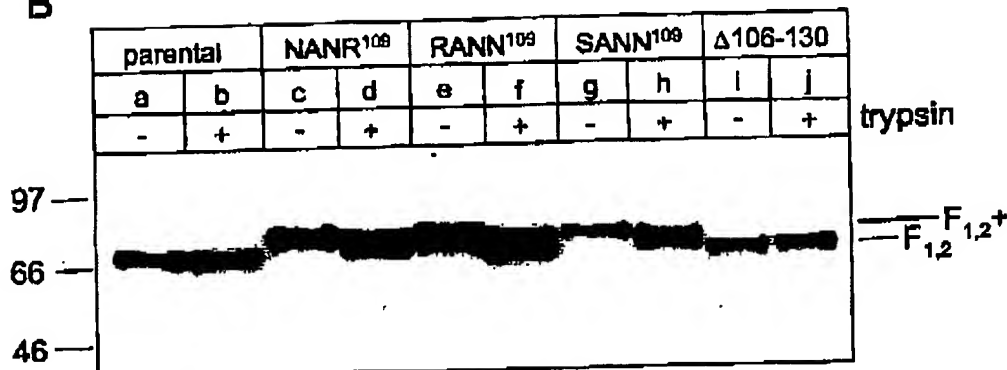 B
parental NANR¹⁰⁹ RANN¹⁰⁹ SANN¹⁰⁹ Δ106-130
a b c d e f g h i j
- + - + - + - + - + trypsin
97
F₁,₂+
F₁,₂
66
46